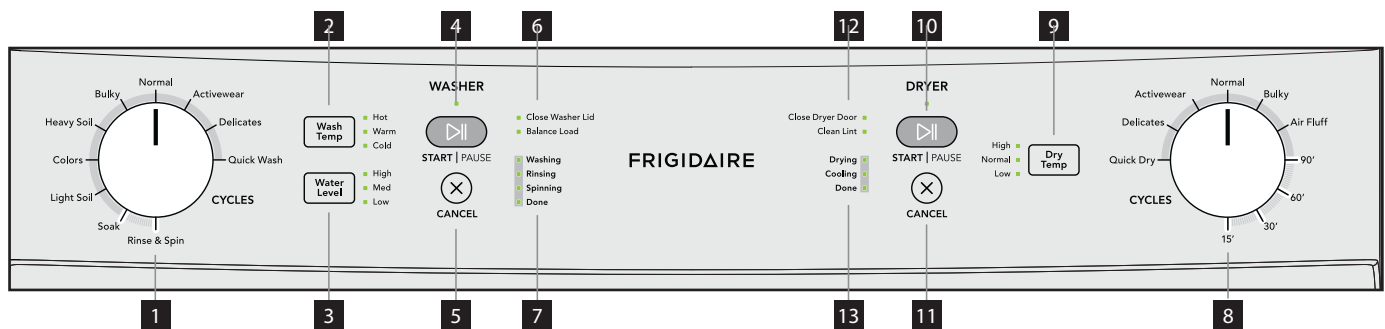 2
4
6
12
10
9
WASHER
DRYER
Normal
Bulky
Activewear
Heavy Soil
Delicates
Colors
Quick Wash
Light Soil
CYCLES
Soak
Rinse & Spin
Wash
Temp
Hot
Warm
Cold
Water
Level
High
Med
Low
START | PAUSE
CANCEL
Close Washer Lid
Balance Load
Washing
Rinsing
Spinning
Done
FRIGIDAIRE
Close Dryer Door
Clean Lint
Drying
Cooling
Done
START | PAUSE
CANCEL
High
Normal
Low
Dry
Temp
Normal
Activewear
Bulky
Delicates
Air Fluff
Quick Dry
90'
CYCLES
60'
30'
15'
1
3
5
7
13
11
8